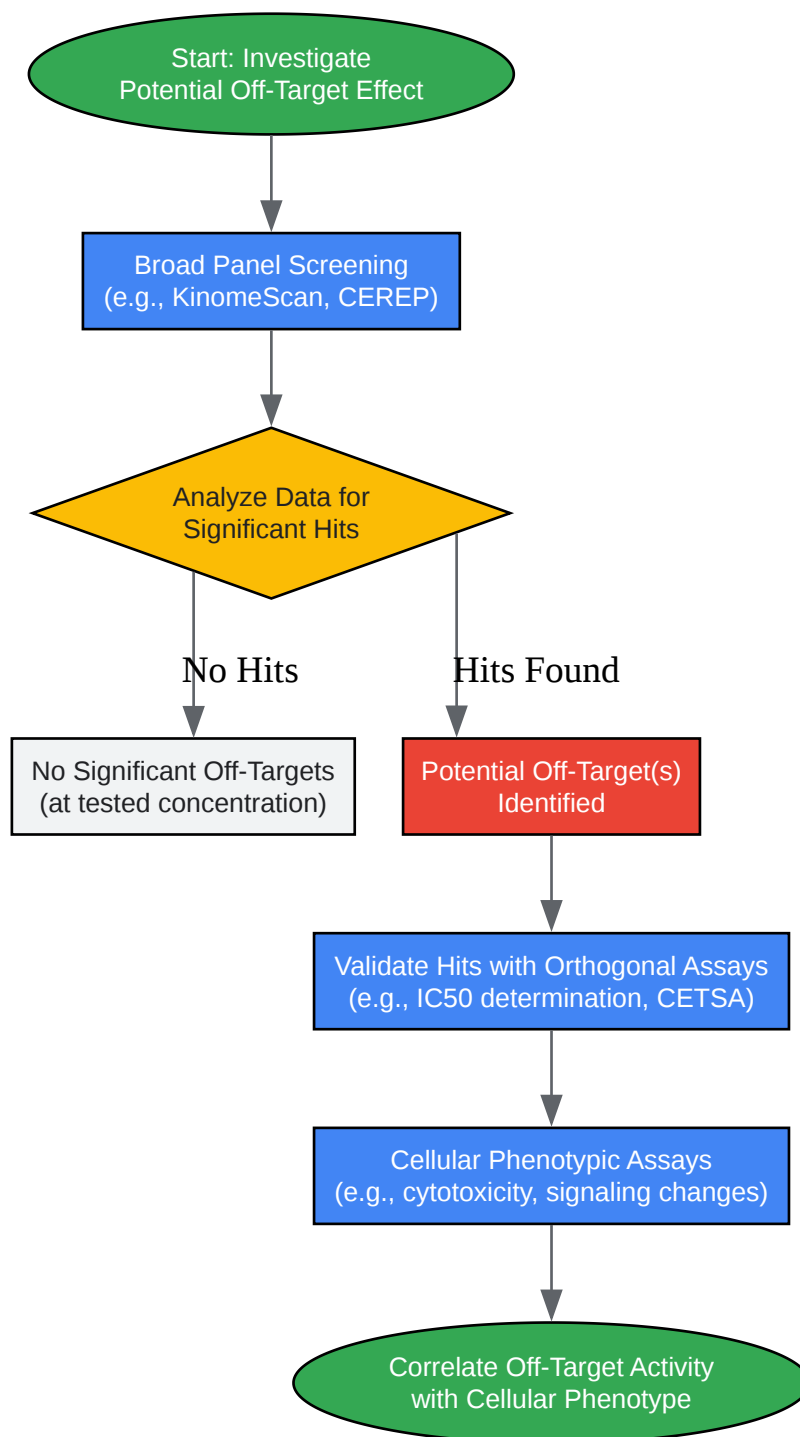 Start: Investigate
Potential Off-Target Effect
Broad Panel Screening
(e.g., KinomeScan, CEREP)
Analyze Data for
Significant Hits
No Hits
Hits Found
No Significant Off-Targets
(at tested concentration)
Potential Off-Target(s)
Identified
Validate Hits with Orthogonal Assays
(e.g., IC50 determination, CETSA)
Cellular Phenotypic Assays
(e.g., cytotoxicity, signaling changes)
Correlate Off-Target Activity
with Cellular Phenotype